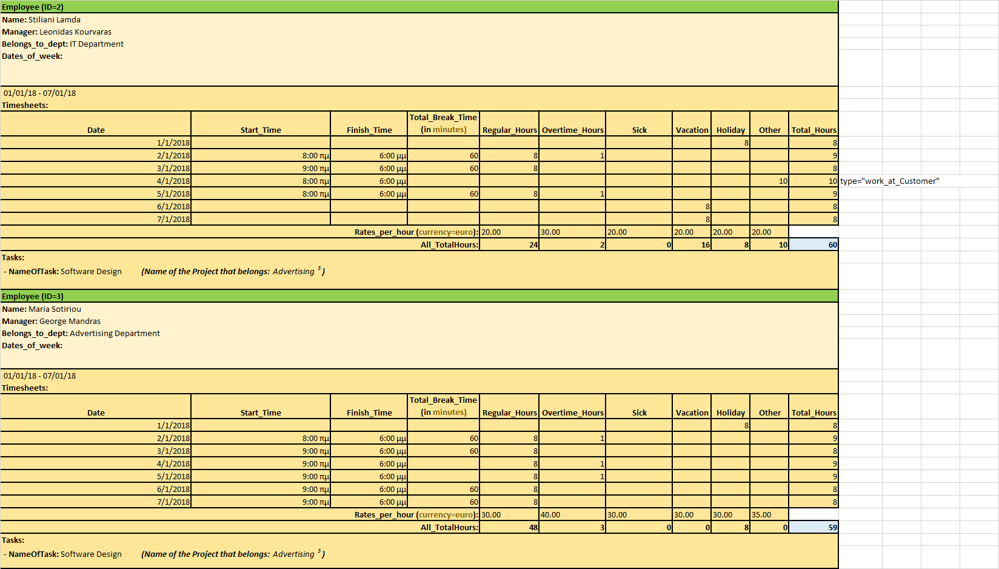 Employee (ID=2)
Name: Stiliani Lamda
Manager: Leonidas Kourvaras
Belongs_to_dept: IT Department
Dates_of_week:
01/01/18 - 07/01/18
Timesheets:
Date Start_Time Finish_Time Total_Break_Time (in minutes) Regular_Hours Overtime_Hours Sick Vacation Holiday Other Total_Hours
1/1/2018 8 8
2/1/2018 8:00 πμ 6:00 μμ 60 8 1 9
3/1/2018 9:00 πμ 6:00 μμ 60 8 8
4/1/2018 8:00 πμ 6:00 μμ 10 10 type="work_at_Customer"
5/1/2018 8:00 πμ 6:00 μμ 60 8 1 9
6/1/2018 8 8
7/1/2018 8 8
Rates_per_hour (currency=euro): 20.00 30.00 20.00 20.00 20.00 20.00
All_TotalHours: 24 2 0 16 8 10 60
Tasks:
- NameOfTask: Software Design (Name of the Project that belongs: Advertising ³ )
Employee (ID=3)
Name: Maria Sotiriou
Manager: George Mandras
Belongs_to_dept: Advertising Department
Dates_of_week:
01/01/18 - 07/01/18
Timesheets:
Date Start_Time Finish_Time Total_Break_Time (in minutes) Regular_Hours Overtime_Hours Sick Vacation Holiday Other Total_Hours
1/1/2018 8 8
2/1/2018 8:00 πμ 6:00 μμ 60 8 1 9
3/1/2018 9:00 πμ 6:00 μμ 60 8 8
4/1/2018 9:00 πμ 6:00 μμ 8 1 9
5/1/2018 9:00 πμ 6:00 μμ 8 1 9
6/1/2018 9:00 πμ 6:00 μμ 60 8 8
7/1/2018 9:00 πμ 6:00 μμ 60 8 8
Rates_per_hour (currency=euro): 30.00 40.00 30.00 30.00 30.00 35.00
All_TotalHours: 48 3 0 0 8 0 59
Tasks:
- NameOfTask: Software Design (Name of the Project that belongs: Advertising ³ )